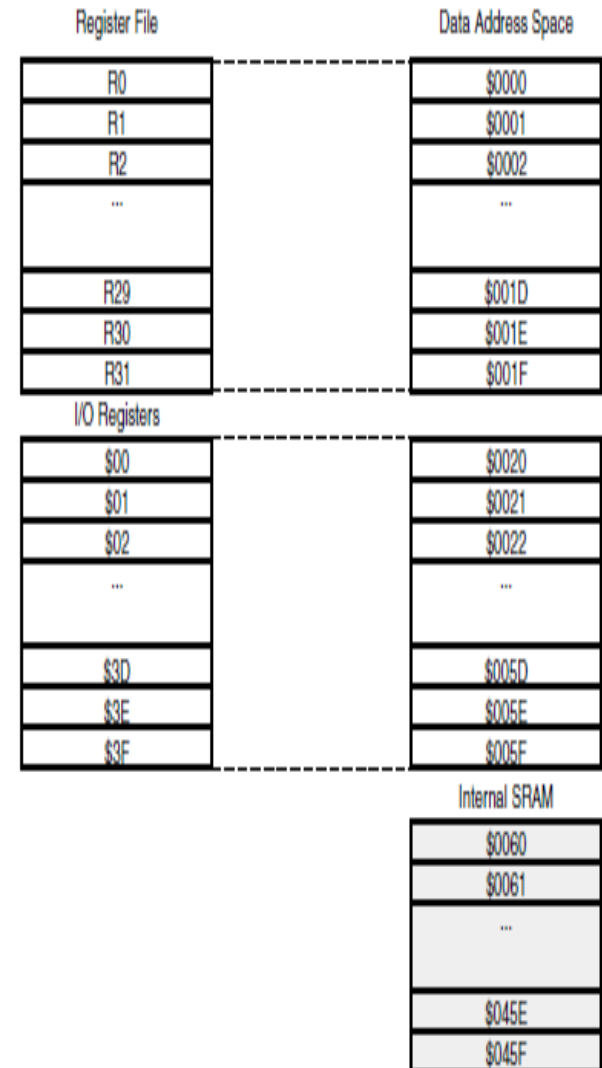 Register File Data Address Space
R0 $0000
R1 $0001
R2 $0002
... ...
R29 $001D
R30 $001E
R31 $001F
I/O Registers
$00 $0020
$01 $0021
$02 $0022
... ...
$3D $005D
$3E $005E
$3F $005F
Internal SRAM
$0060
$0061
...
$045E
$045F